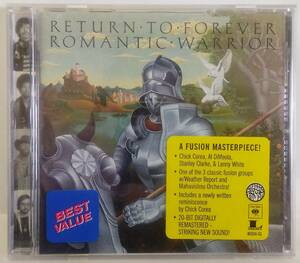 RETURN·TO·FOREVER
ROMANTIC·WARRIOR
A FUSION MASTERPIECE!
• Chick Corea, Al DiMeola,
Stanley Clarke, & Lenny White
• One of the 3 classic fusion groups
w/Weather Report and
Mahavishnu Orchestra!
• Includes a newly written
reminiscence
by Chick Corea
• 20-BIT DIGITALLY
REMASTERED -
STRIKING NEW SOUND!
BEST
VALUE